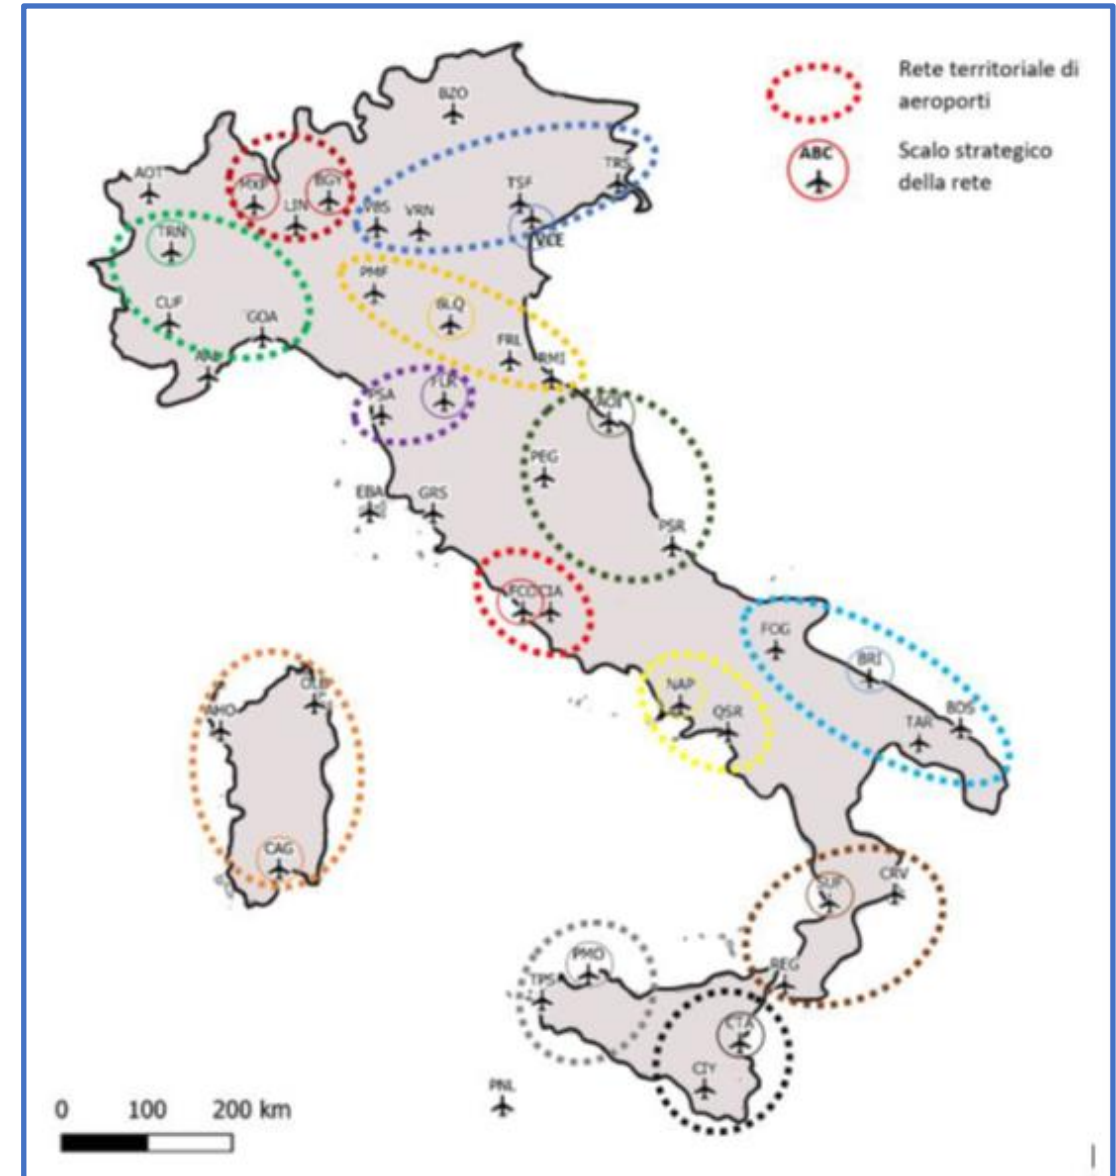 Rete territoriale di
aeroporti
ABC
Scalo strategico
della rete
BZO
AOT
MXP
BGY
LIN
TRS
TSF
VCE
VBS
VRN
TRN
CUF
GOA
PMF
BLQ
FRL
RMI
PSA
FLR
AOI
PEG
EBA
GRS
PSR
FCO
CIA
FOG
BRI
NAP
QSR
TAR
BDS
OLB
AHO
CAG
SUF
CRV
REG
PMO
TPS
CTA
CIY
PNL
0 100 200 km